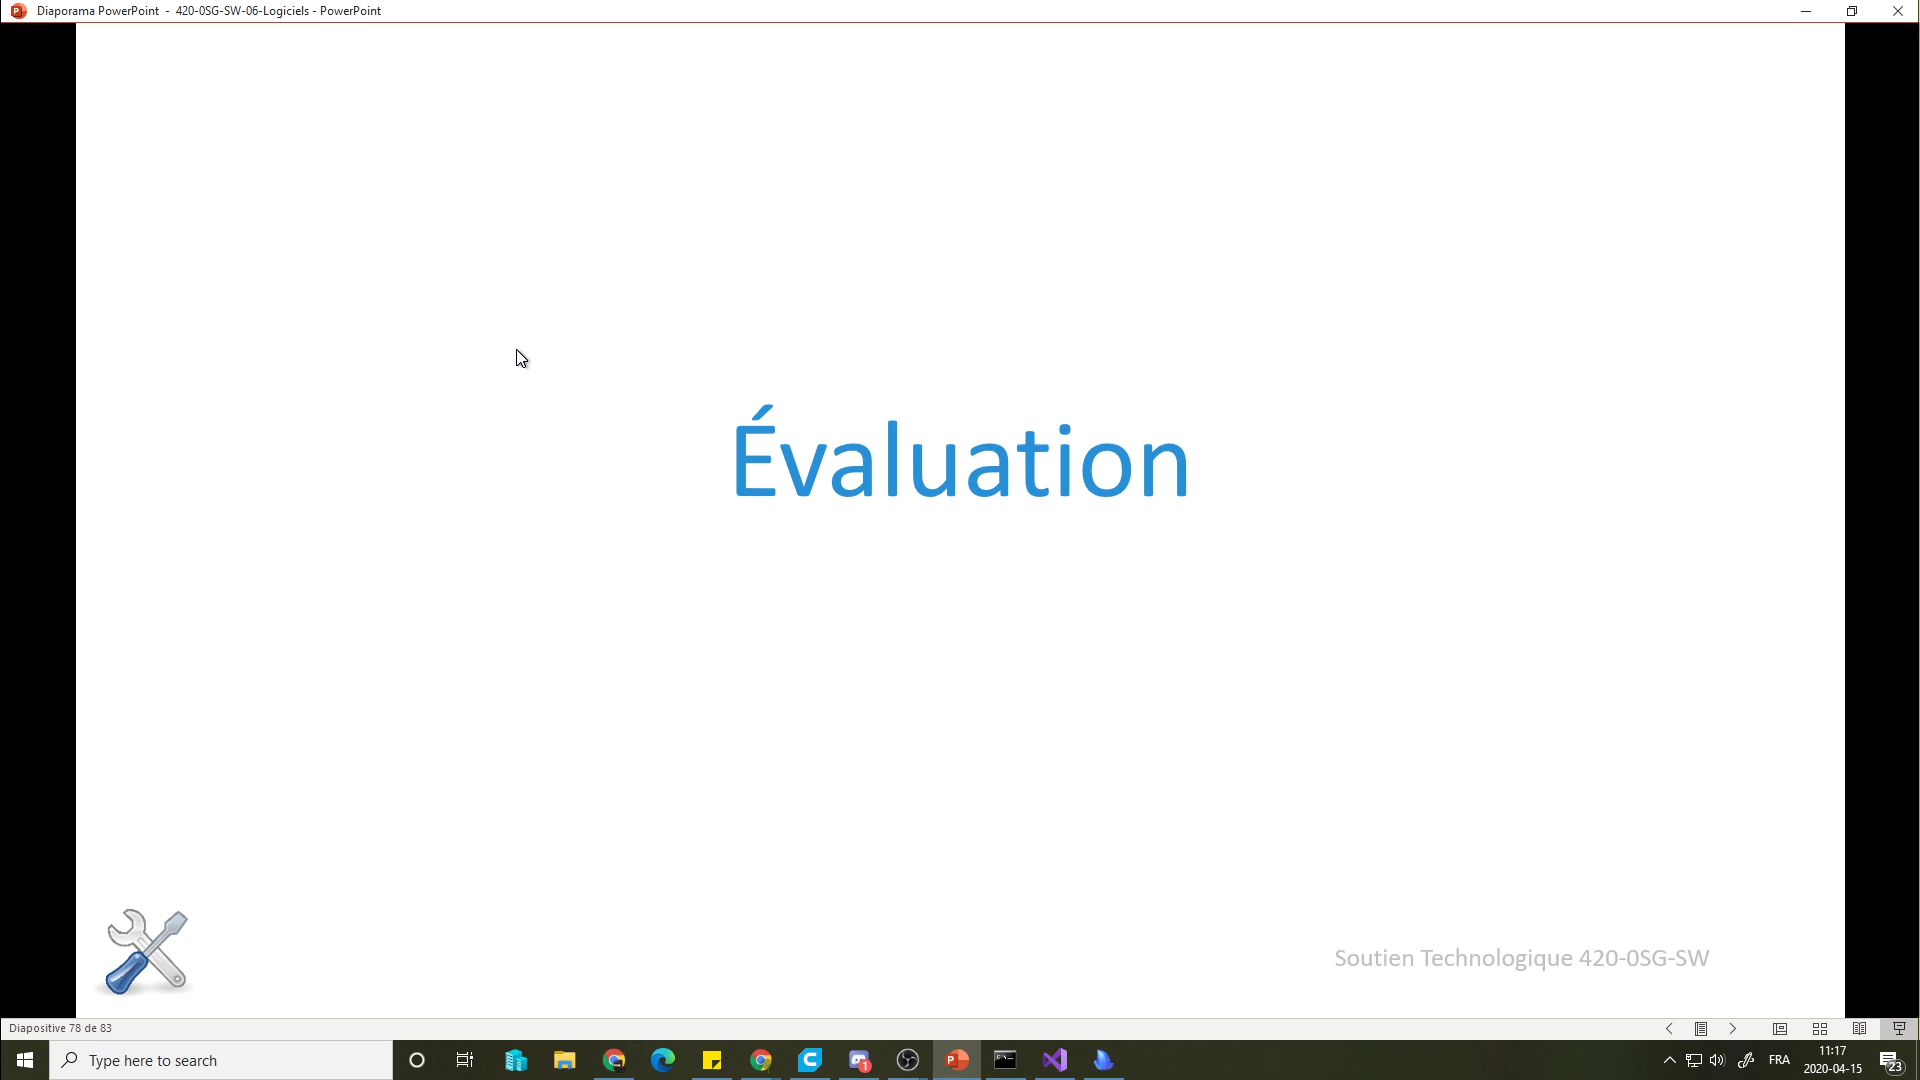 Diaporama PowerPoint - 420-0SG-SW-06-Logiciels - PowerPoint
Évaluation
Soutien Technologique 420-0SG-SW
Diapositive 78 de 83
Type here to search
1
FRA
11:17
2020-04-15
23